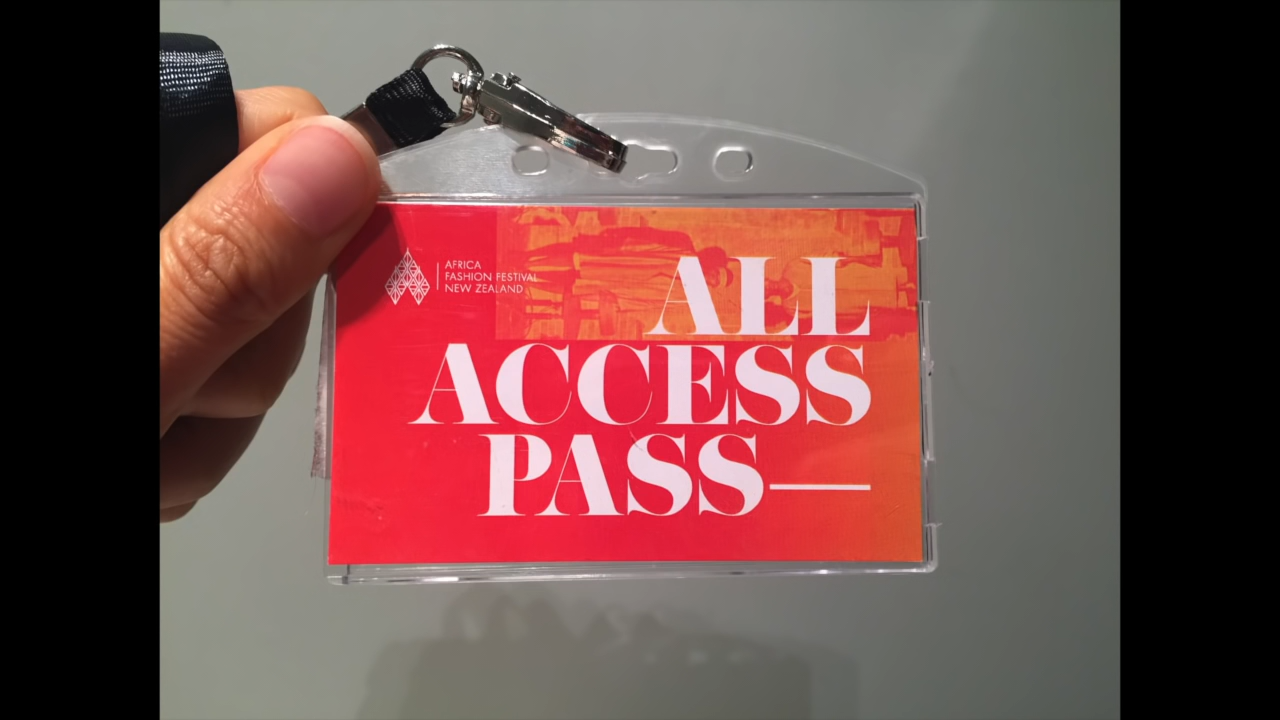 AFRICA
FASHION FESTIVAL
NEW ZEALAND
ALL
ACCESS
PASS—